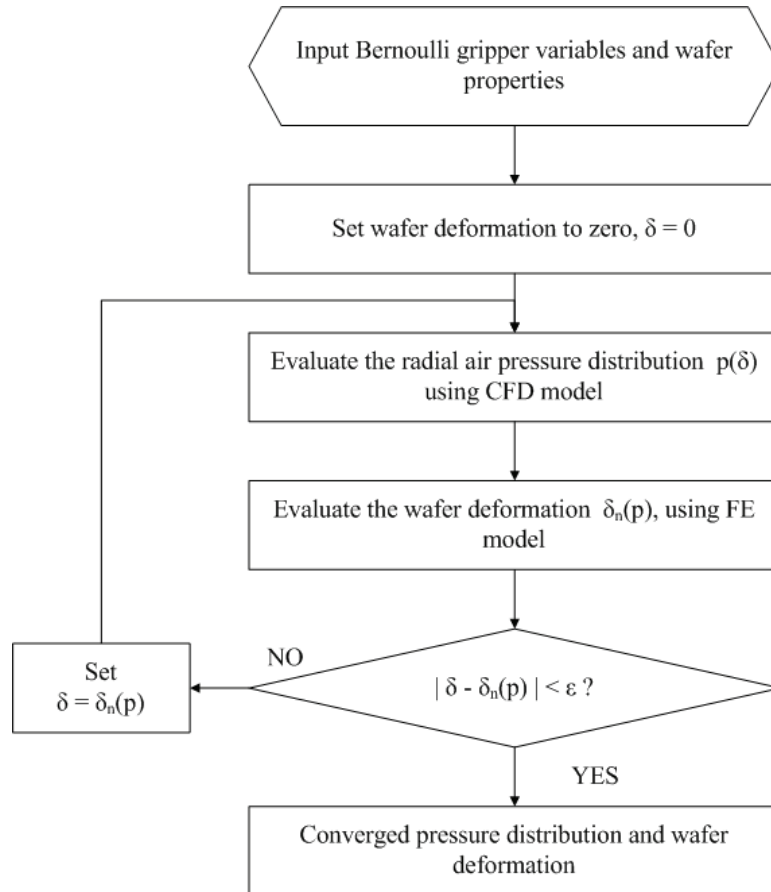 Input Bernoulli gripper variables and wafer
properties
Set wafer deformation to zero, δ = 0
Evaluate the radial air pressure distribution p(δ)
using CFD model
Evaluate the wafer deformation δₙ(p), using FE
model
NO
| δ - δₙ(p) | < ε ?
Set
δ = δₙ(p)
YES
Converged pressure distribution and wafer
deformation